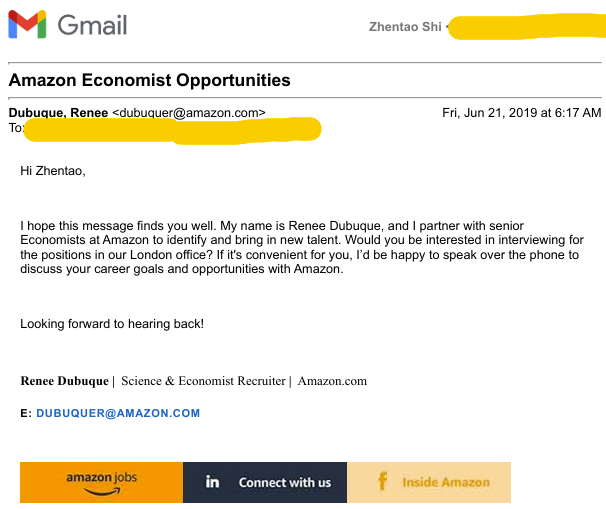 Gmail
Zhentao Shi
Amazon Economist Opportunities
Dubuque, Renee <dubuquer@amazon.com>
Fri, Jun 21, 2019 at 6:17 AM
To:
Hi Zhentao,
I hope this message finds you well. My name is Renee Dubuque, and I partner with senior
Economists at Amazon to identify and bring in new talent. Would you be interested in interviewing for
the positions in our London office? If it's convenient for you, I'd be happy to speak over the phone to
discuss your career goals and opportunities with Amazon.
Looking forward to hearing back!
Renee Dubuque | Science & Economist Recruiter | Amazon.com
E: DUBUQUER@AMAZON.COM
amazon jobs
in Connect with us
f Inside Amazon